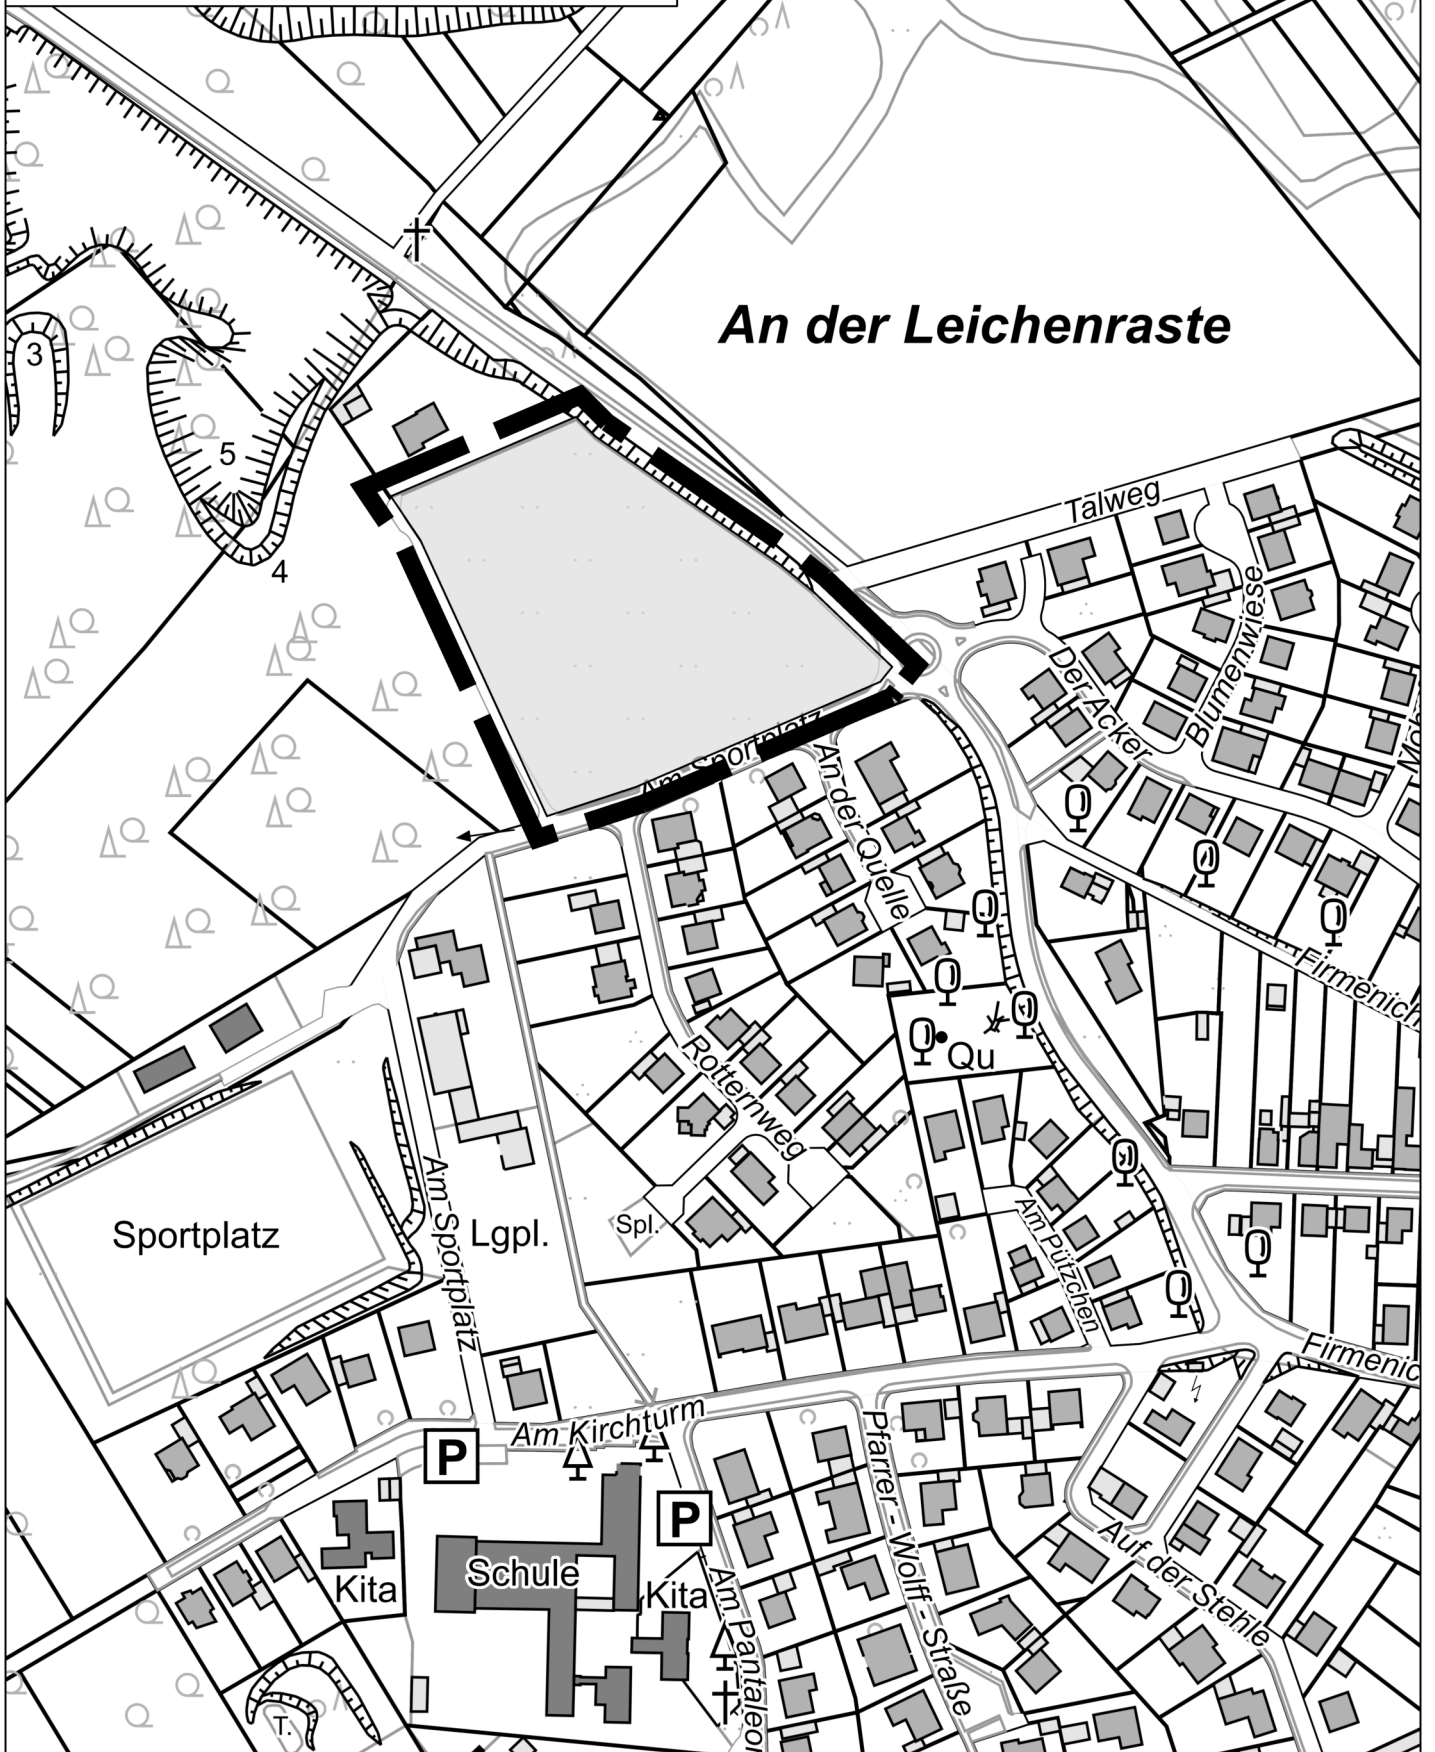 An der Leichenraste
3
5
4
Talweg
Blumenwiese
Der Acker
Am Sportplatz
An der Quelle
Firmenich
Qu
Rotternweg
Am Sportplatz
Sportplatz
Lgpl.
Spl.
Am Pützchen
Firmenic
Am Kirchturm
P
P
Pfarrer - Wolff - Straße
Schule
Kita
Kita
Auf der Stehle
Am Pantaleon
T.